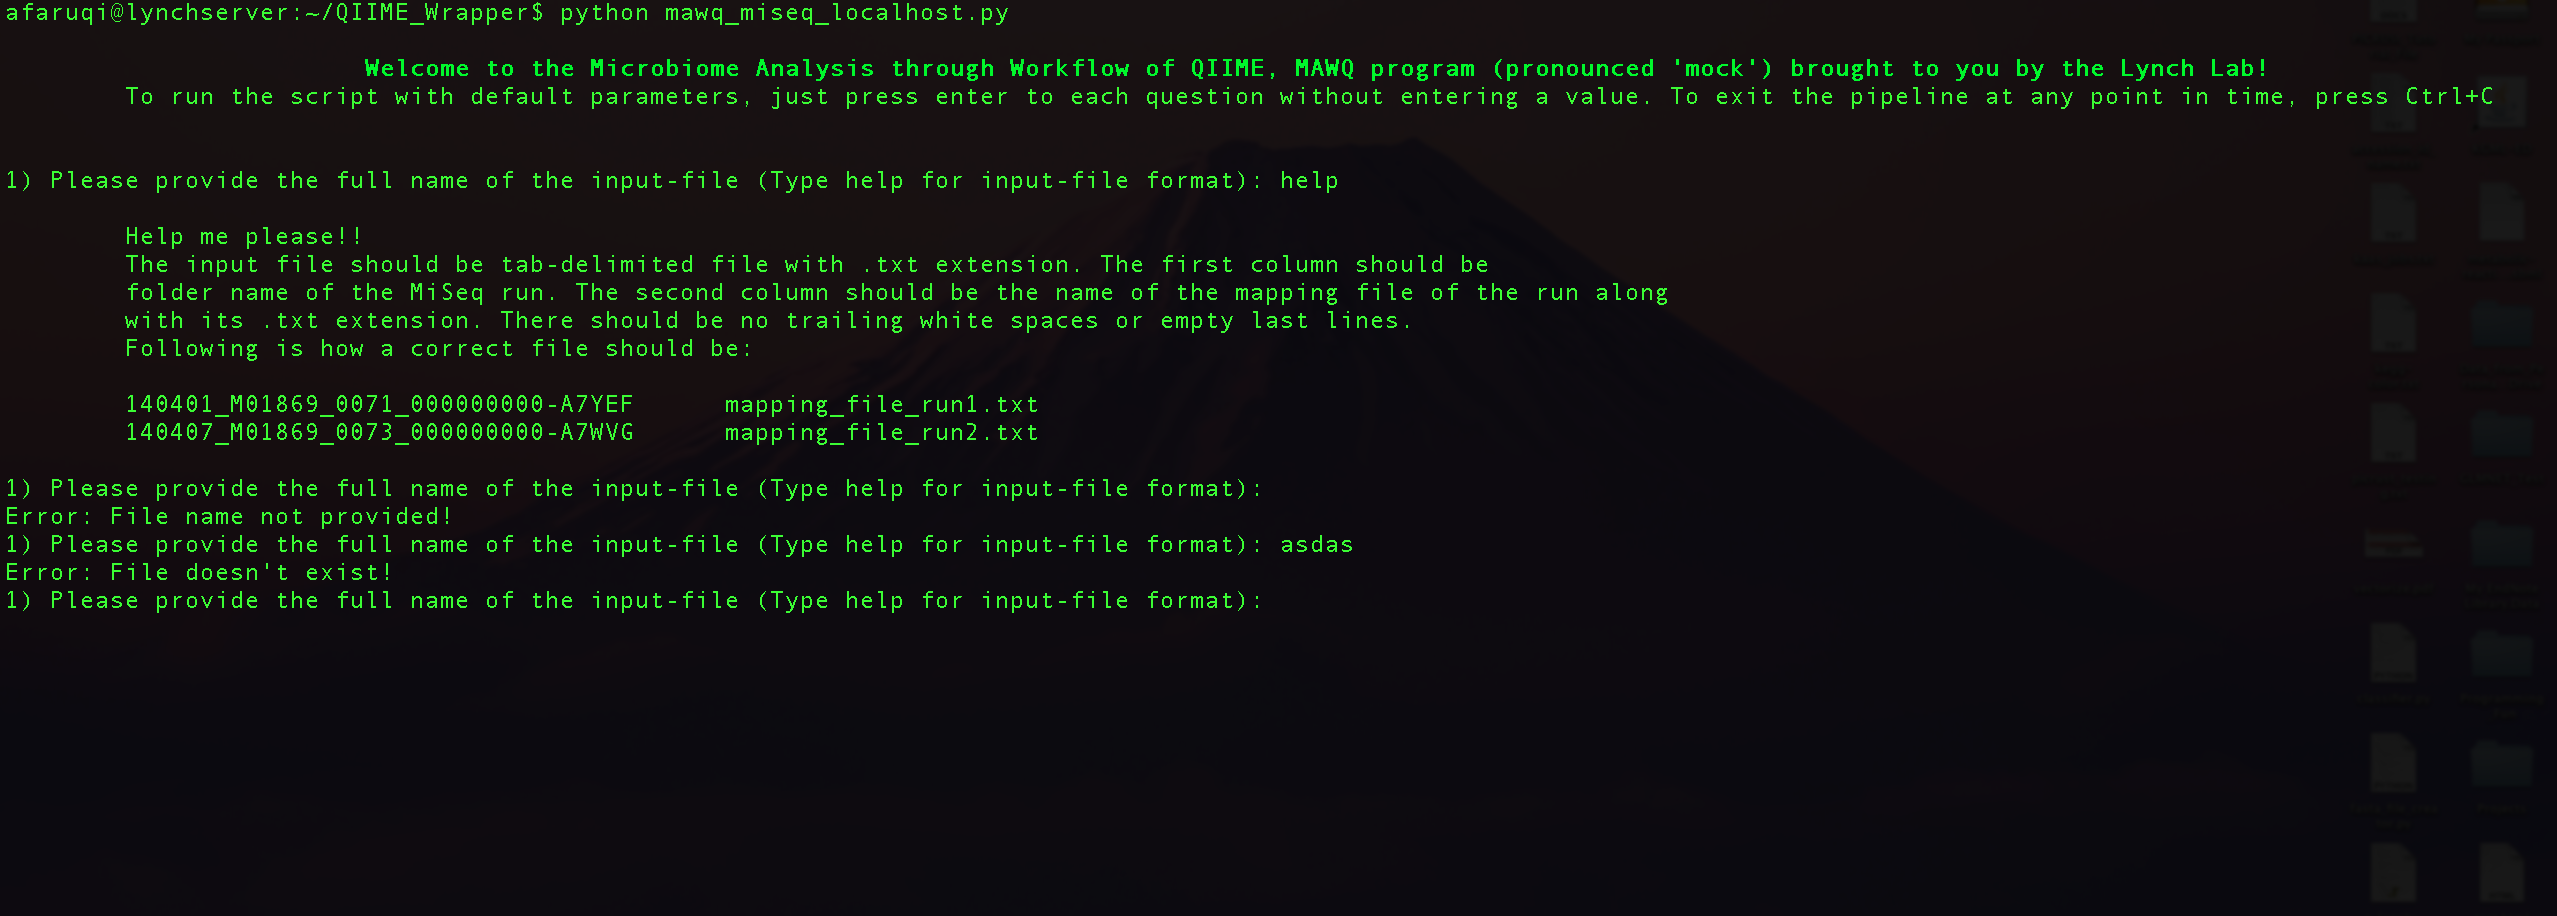 afaruqi@lynchserver:~/QIIME_Wrapper$ python mawq_miseq_localhost.py
Welcome to the Microbiome Analysis through Workflow of QIIME, MAWQ program (pronounced 'mock') brought to you by the Lynch Lab!
To run the script with default parameters, just press enter to each question without entering a value. To exit the pipeline at any point in time, press Ctrl+C
1) Please provide the full name of the input-file (Type help for input-file format): help
Help me please!!
The input file should be tab-delimited file with .txt extension. The first column should be
folder name of the MiSeq run. The second column should be the name of the mapping file of the run along
with its .txt extension. There should be no trailing white spaces or empty last lines.
Following is how a correct file should be:
140401_M01869_0071_000000000-A7YEF mapping_file_run1.txt
140407_M01869_0073_000000000-A7WVG mapping_file_run2.txt
1) Please provide the full name of the input-file (Type help for input-file format):
Error: File name not provided!
1) Please provide the full name of the input-file (Type help for input-file format): asdas
Error: File doesn't exist!
1) Please provide the full name of the input-file (Type help for input-file format):